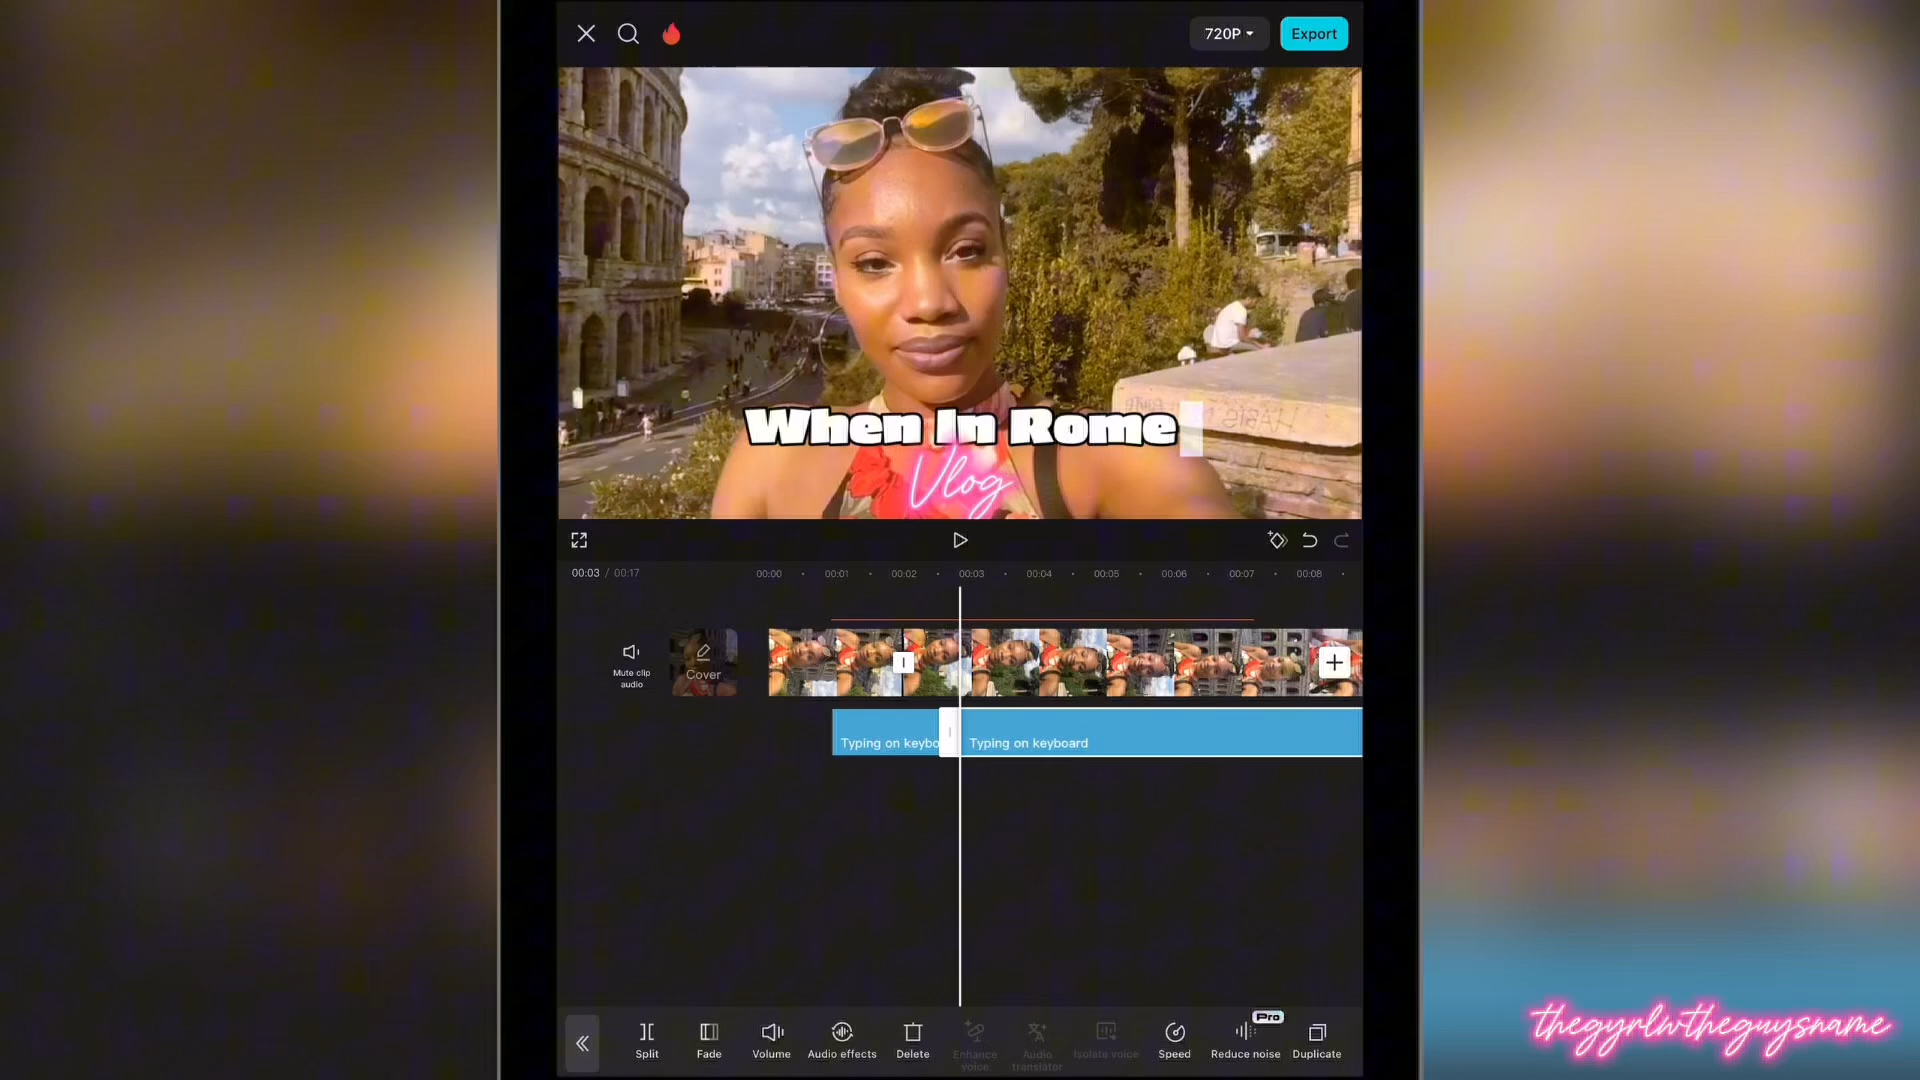 720P
Export
When In Rome
Vlog
00:03 / 00:17
00:00
00:01
00:02
00:03
00:04
00:05
00:06
00:07
00:08
Mute clip
audio
Cover
Typing on keybo
Typing on keyboard
Pro
Split
Fade
Volume
Audio effects
Delete
Enhance
voice
Audio
translator
Isolate voice
Speed
Reduce noise
Duplicate
thegyrlwtheguysname